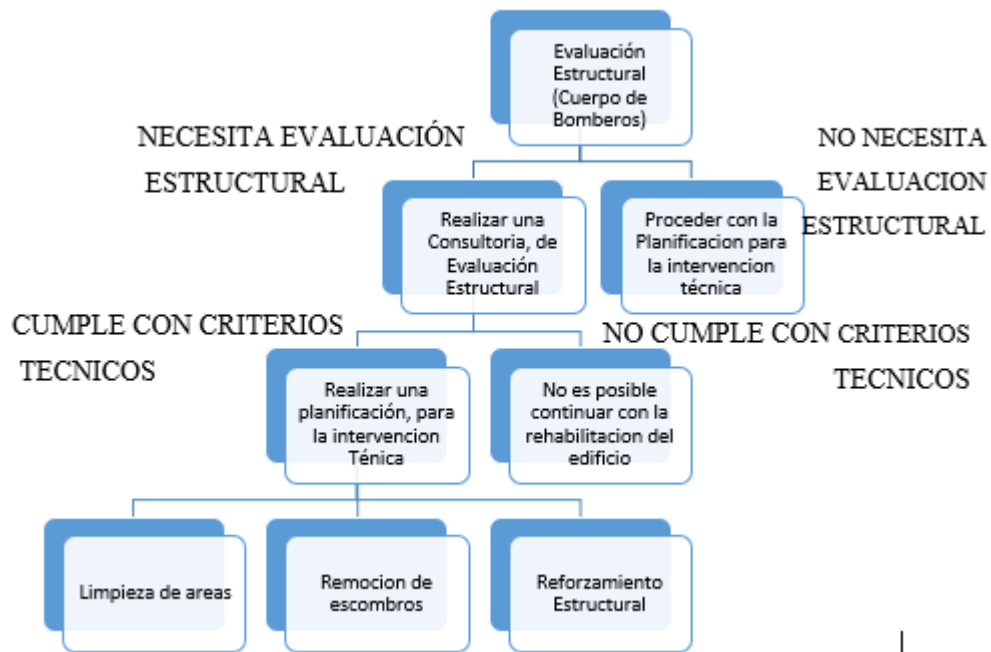 Evaluación
Estructural
(Cuerpo de
Bomberos)
NECESITA EVALUACIÓN
ESTRUCTURAL
NO NECESITA
EVALUACION
ESTRUCTURAL
Realizar una
Consultoria, de
Evaluación
Estructural
Proceder con la
Planificacion para
la intervencion
técnica
CUMPLE CON CRITERIOS
TECNICOS
NO CUMPLE CON CRITERIOS
TECNICOS
Realizar una
planificación, para
la intervencion
Ténica
No es posible
continuar con la
rehabilitacion del
edificio
Limpieza de areas
Remocion de
escombros
Reforzamiento
Estructural